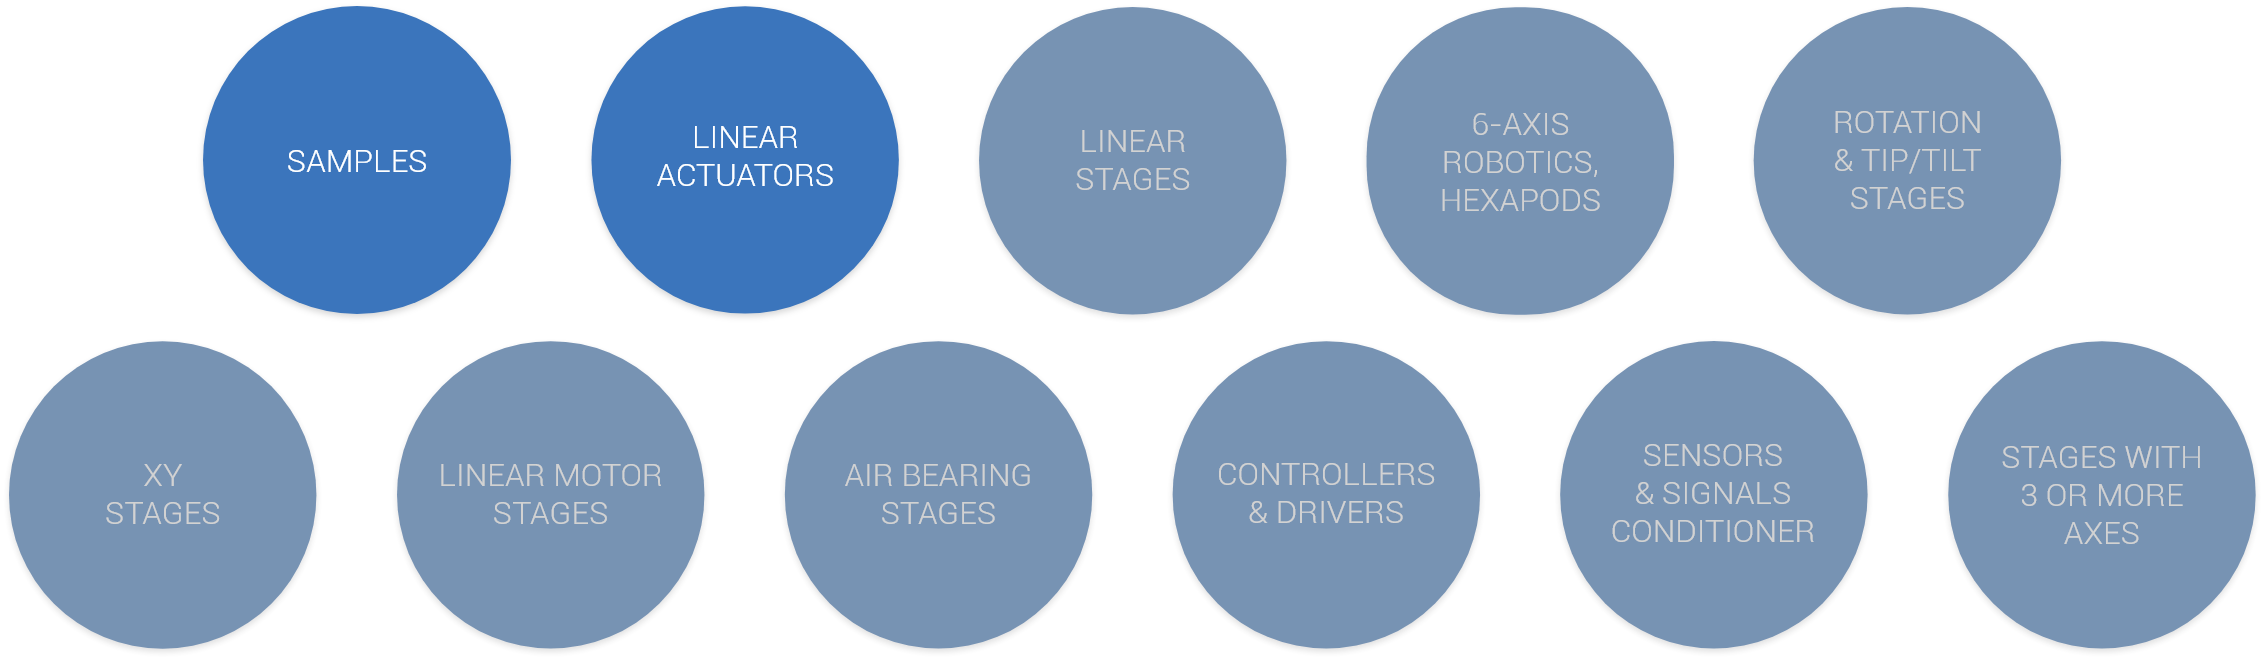 SAMPLES
LINEAR
ACTUATORS
LINEAR
STAGES
6-AXIS
ROBOTICS,
HEXAPODS
ROTATION
& TIP/TILT
STAGES
XY
STAGES
LINEAR MOTOR
STAGES
AIR BEARING
STAGES
CONTROLLERS
& DRIVERS
SENSORS
& SIGNALS
CONDITIONER
STAGES WITH
3 OR MORE
AXES